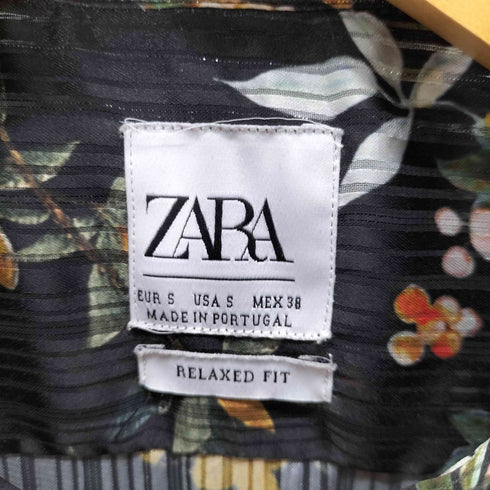 ZARA
EUR S USA S MEX 38
MADE IN PORTUGAL
RELAXED FIT